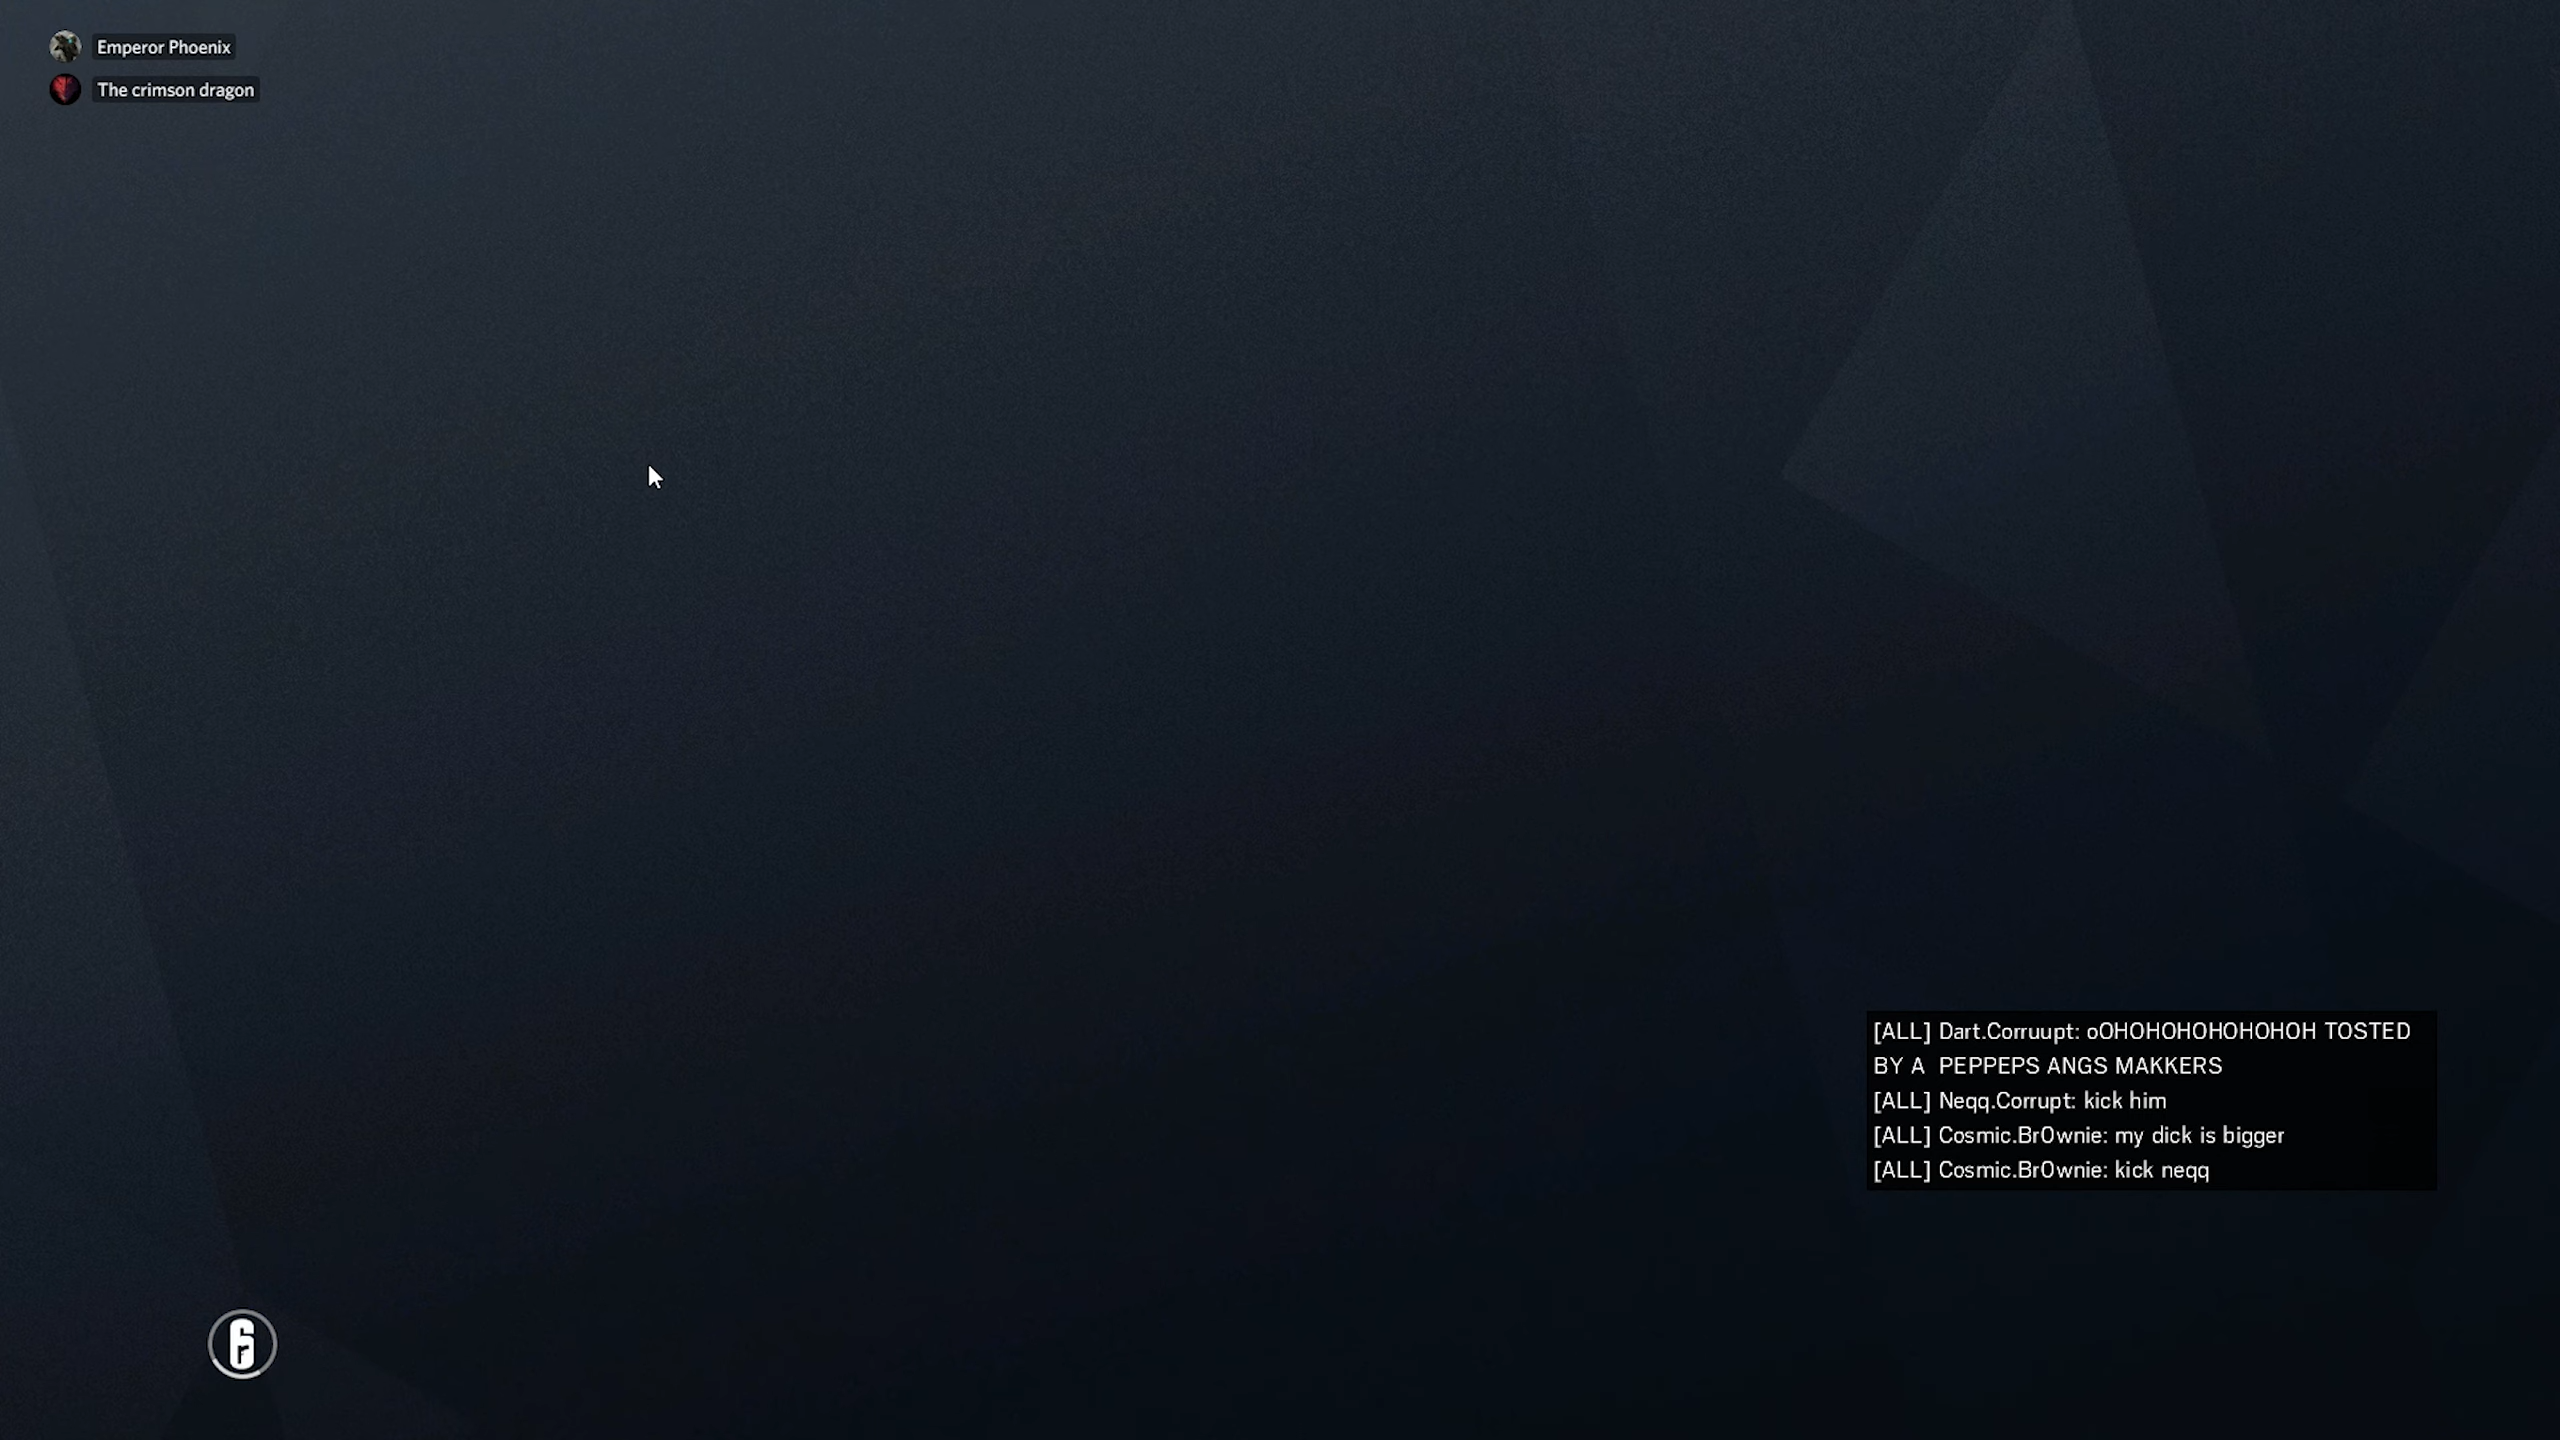 Emperor Phoenix
The crimson dragon
[ALL] Dart.Corruupt: oOHOHOHOHOHOHOH TOSTED
BY A  PEPPEPS ANGS MAKKERS
[ALL] Neqq.Corrupt: kick him
[ALL] Cosmic.BrOwnie: my dick is bigger
[ALL] Cosmic.BrOwnie: kick neqq
6